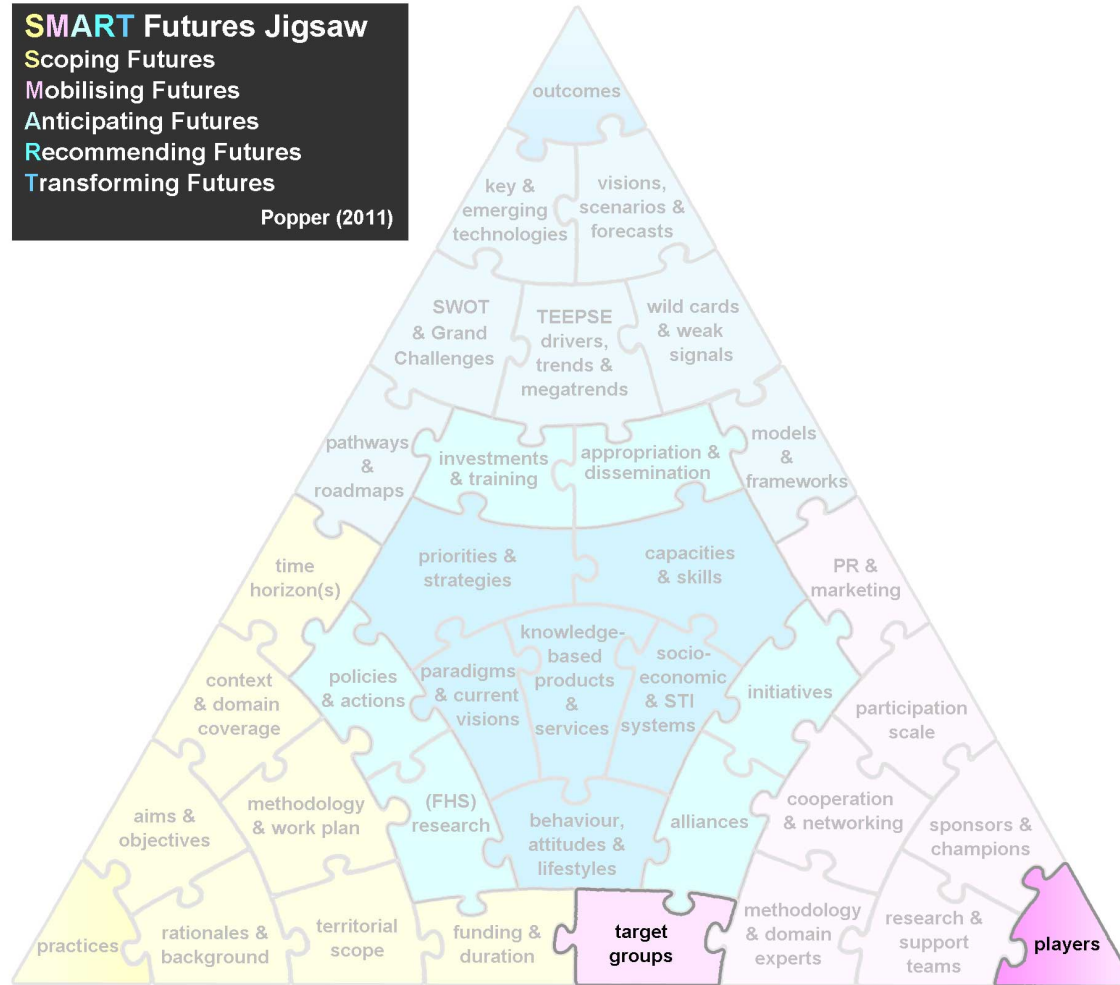 SMART Futures Jigsaw
Scoping Futures
Mobilising Futures
Anticipating Futures
Recommending Futures
Transforming Futures
Popper (2011)
outcomes
key &
emerging
technologies
visions,
scenarios &
forecasts
SWOT
& Grand
Challenges
TEEPSE
drivers,
trends &
megatrends
wild cards
& weak
signals
pathways
&
roadmaps
investments
& training
appropriation &
dissemination
models
&
frameworks
time
horizon(s)
priorities &
strategies
capacities
& skills
PR &
marketing
context
& domain
coverage
policies
& actions
paradigms
& current
visions
knowledge-
based
products
&
services
socio-
economic
& STI
systems
initiatives
participation
scale
aims &
objectives
methodology
& work plan
(FHS)
research
behaviour,
attitudes &
lifestyles
alliances
cooperation
& networking
sponsors &
champions
practices
rationales &
background
territorial
scope
funding &
duration
target
groups
methodology
& domain
experts
research &
support
teams
players